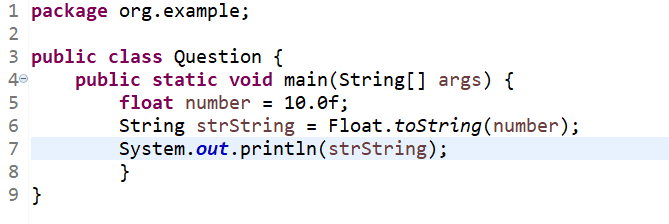 1 package org.example;
2
3 public class Question {
4     public static void main(String[] args) {
5         float number = 10.0f;
6         String strString = Float.toString(number);
7         System.out.println(strString);
8         }
9 }